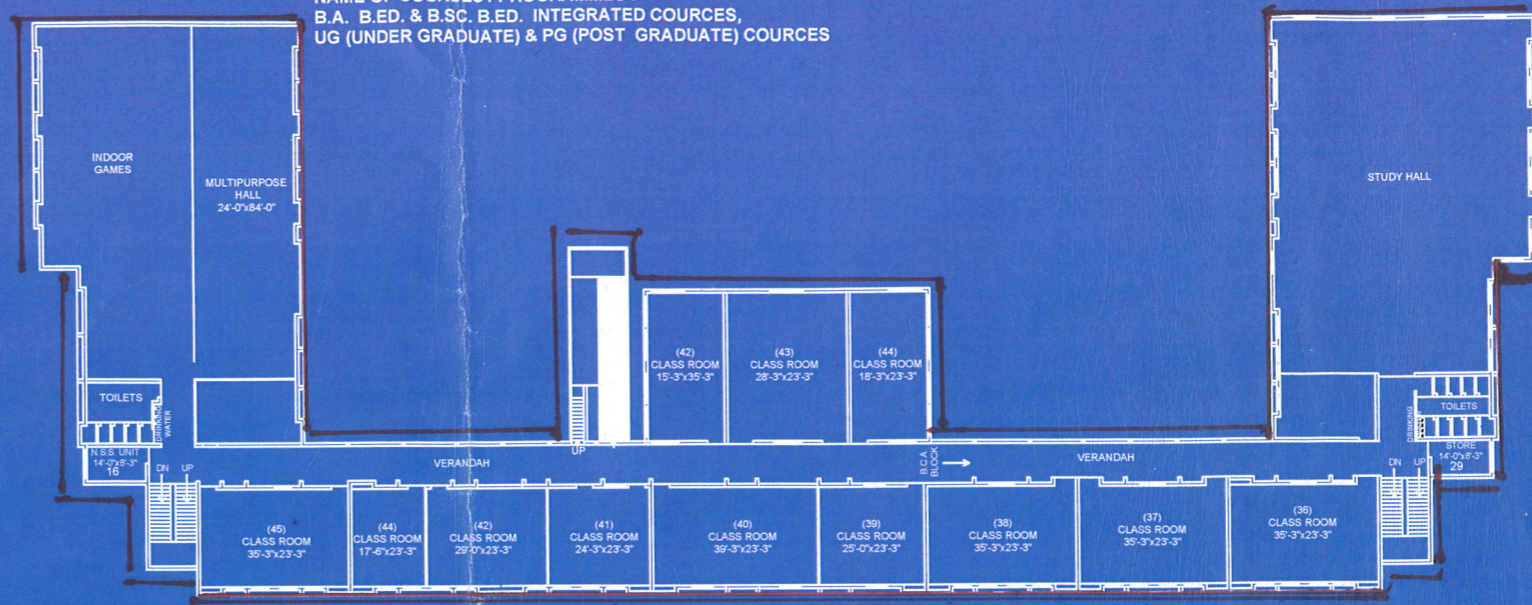 B.A. B.ED. & B.SC. B.ED. INTEGRATED COURCES,
UG (UNDER GRADUATE) & PG (POST GRADUATE) COURCES
INDOOR
GAMES
MULTIPURPOSE
HALL
24'-0"x84'-0"
STUDY HALL
(42)
CLASS ROOM
15'-3"x35'-3"
(43)
CLASS ROOM
28'-3"x23'-3"
(44)
CLASS ROOM
18'-3"x23'-3"
TOILETS
DRINKING
WATER
N.S.S. UNIT
14'-0"x8'-3"
16
DN
UP
UP
VERANDAH
B.C.A
BLOCK
VERANDAH
DRINKING
TOILETS
STORE
14'-0"x8'-3"
29
DN
UP
(45)
CLASS ROOM
35'-3"x23'-3"
(44)
CLASS ROOM
17'-6"x23'-3"
(42)
CLASS ROOM
29'-0"x23'-3"
(41)
CLASS ROOM
24'-3"x23'-3"
(40)
CLASS ROOM
39'-3"x23'-3"
(39)
CLASS ROOM
25'-0"x23'-3"
(38)
CLASS ROOM
35'-3"x23'-3"
(37)
CLASS ROOM
35'-3"x23'-3"
(36)
CLASS ROOM
35'-3"x23'-3"